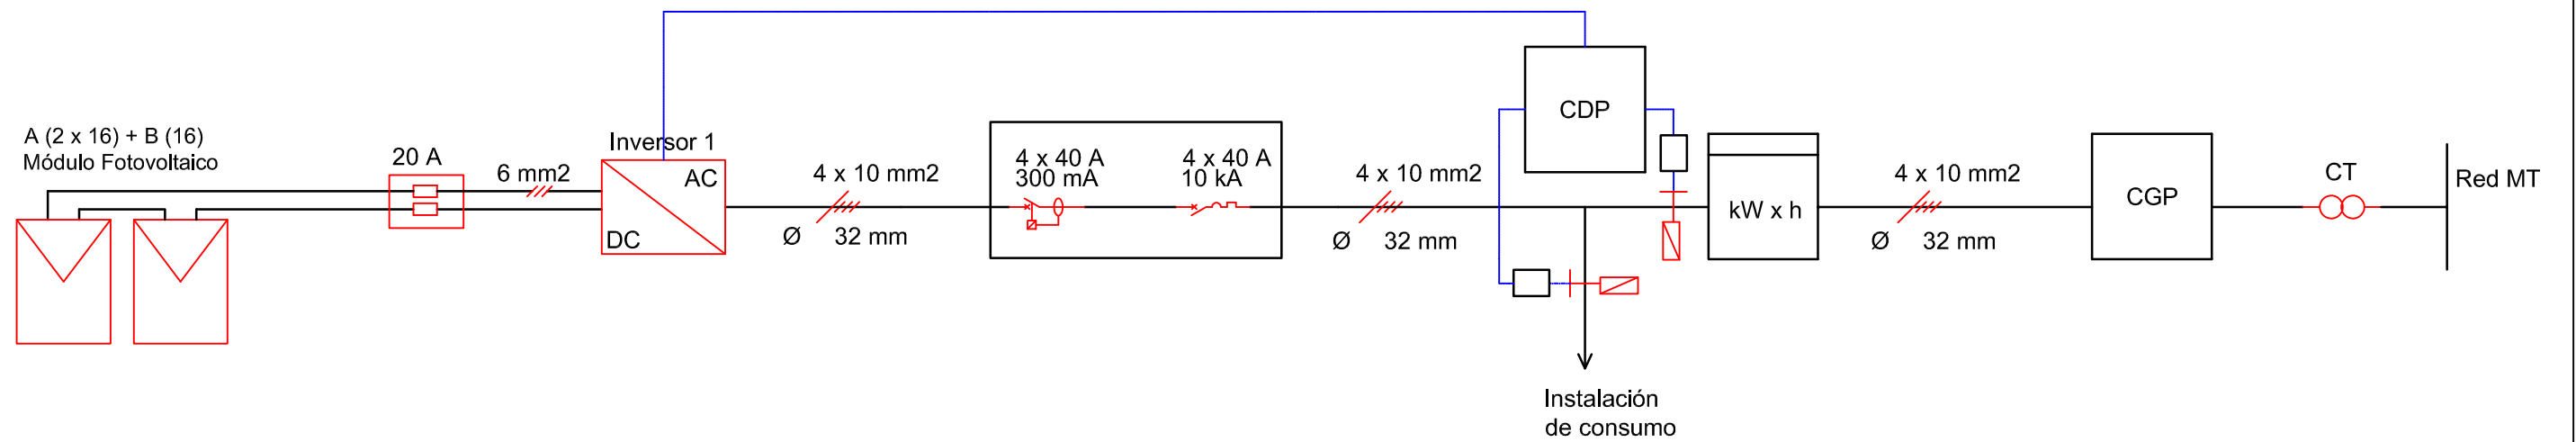 A (2 x 16) + B (16)
Módulo Fotovoltaico
20 A
6 mm2
Inversor 1
AC
DC
4 x 10 mm2
Ø 32 mm
4 x 40 A
300 mA
4 x 40 A
10 kA
4 x 10 mm2
Ø 32 mm
CDP
Instalación
de consumo
kW x h
4 x 10 mm2
Ø 32 mm
CGP
CT
Red MT